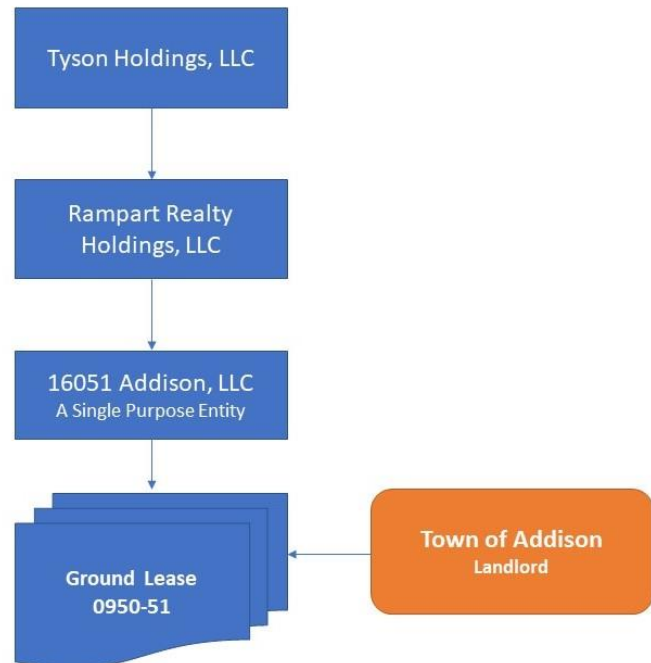 Tyson Holdings, LLC
Rampart Realty
Holdings, LLC
16051 Addison, LLC
A Single Purpose Entity
Ground Lease
0950-51
Town of Addison
Landlord